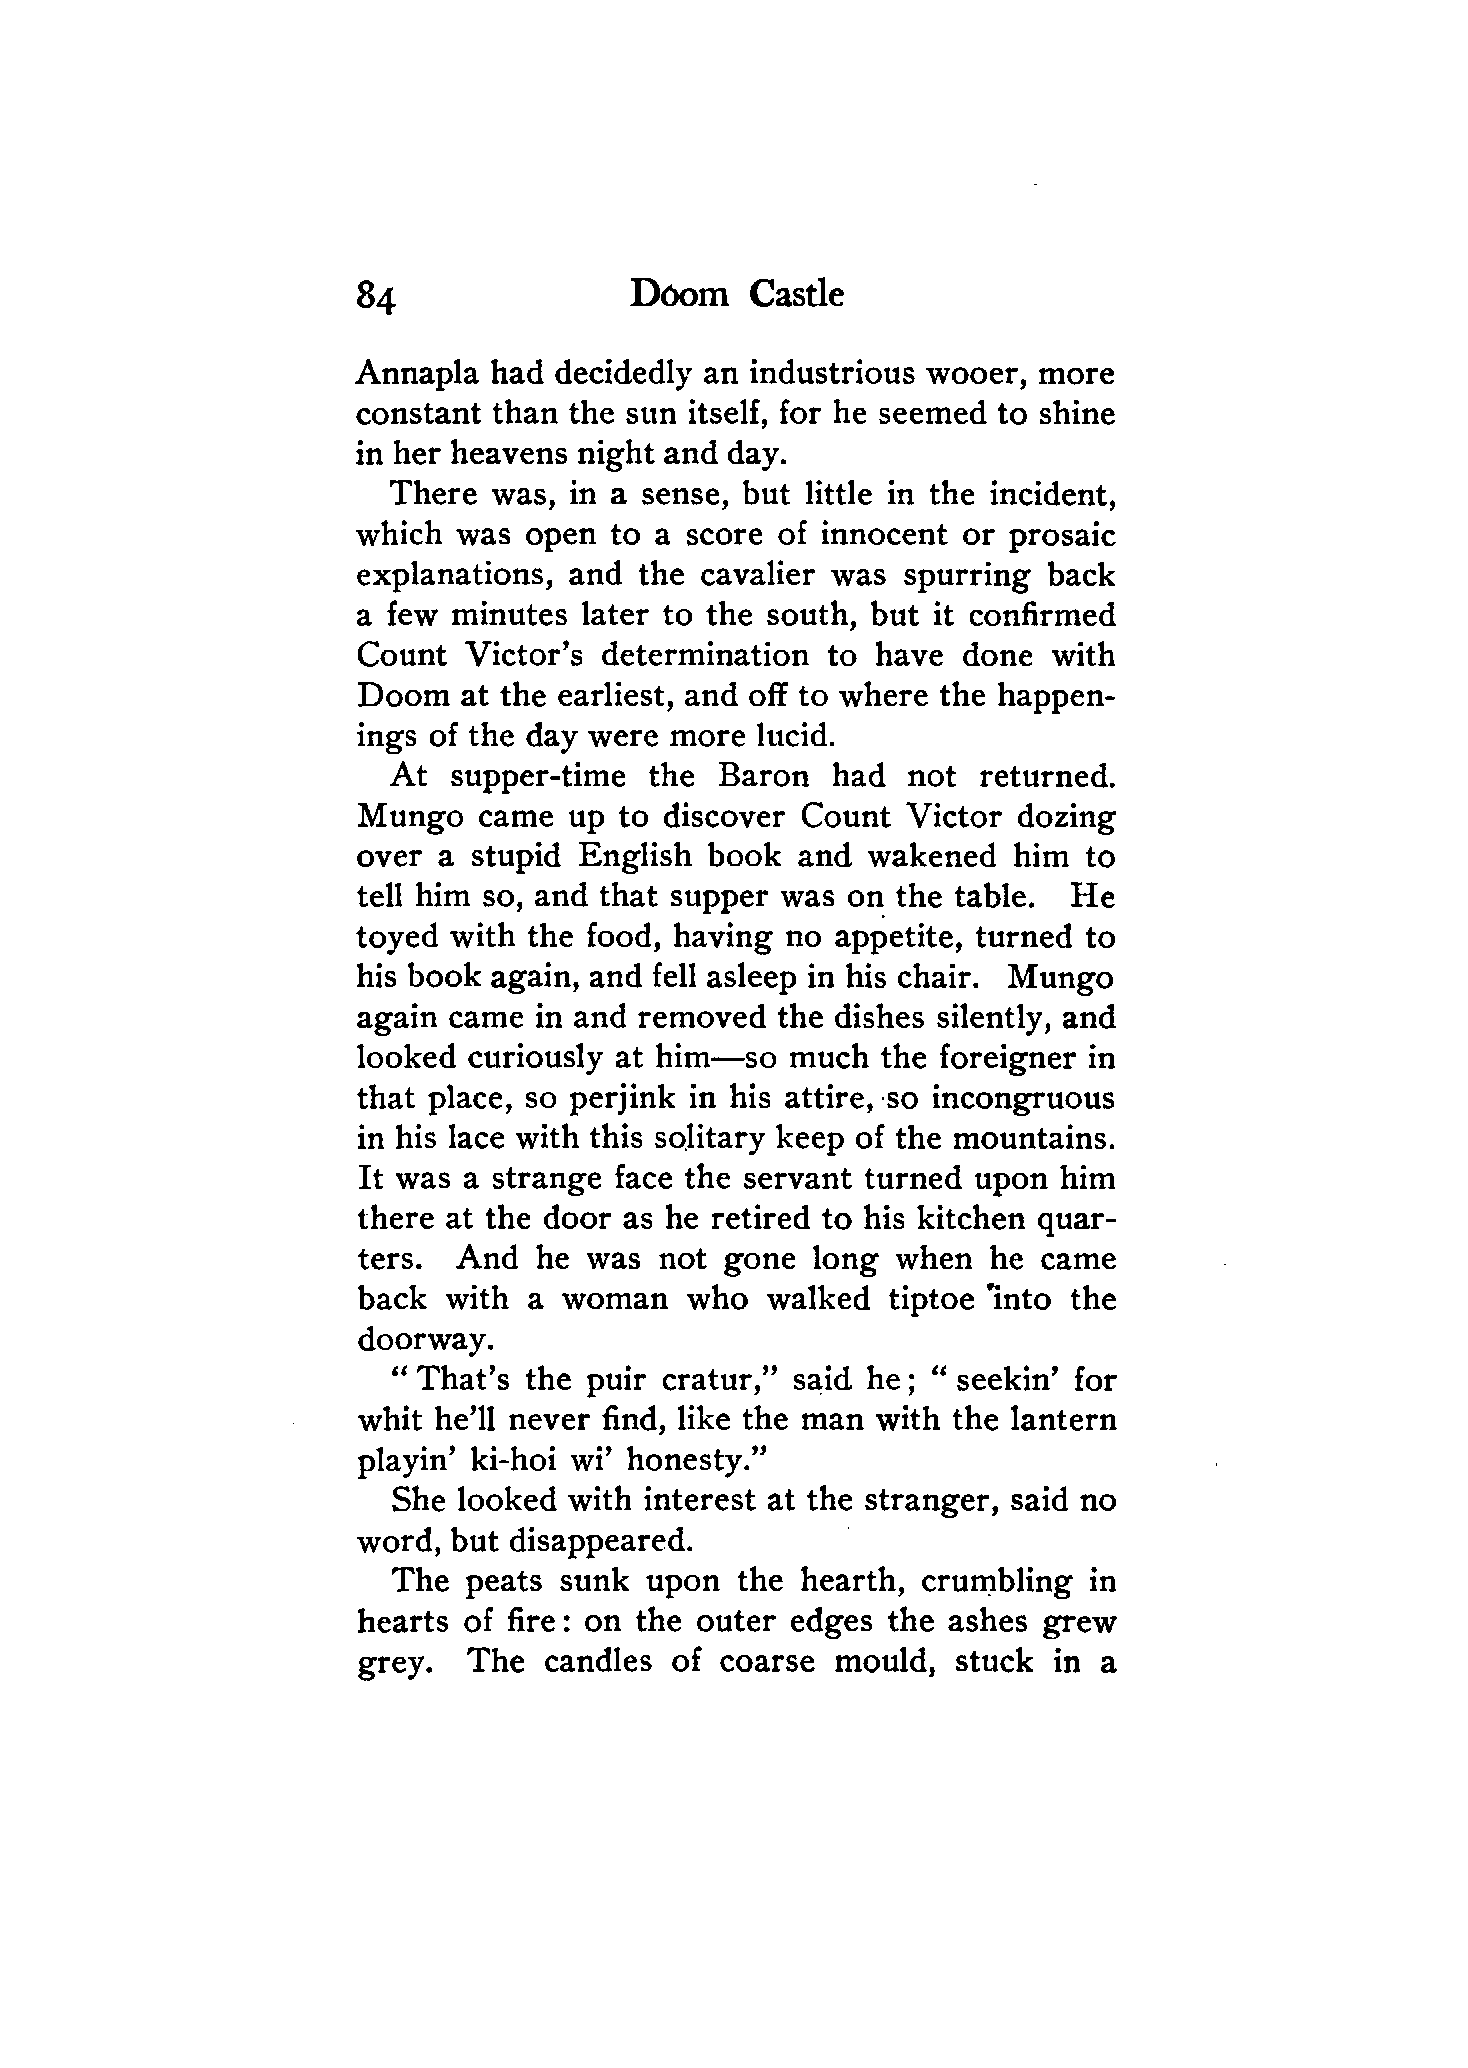 84 Doom Castle
Annapla had decidedly an industrious wooer, more
constant than the sun itself, for he seemed to shine
in her heavens night and day.
There was, in a sense, but little in the incident,
which was open to a score of innocent or prosaic
explanations, and the cavalier was spurring back
a few minutes later to the south, but it confirmed
Count Victor's determination to have done with
Doom at the earliest, and off to where the happen-
ings of the day were more lucid.
At supper-time the Baron had not returned.
Mungo came up to discover Count Victor dozing
over a stupid English book and wakened him to
tell him so, and that supper was on the table. He
toyed with the food, having no appetite, turned to
his book again, and fell asleep in his chair. Mungo
again came in and removed the dishes silently, and
looked curiously at him—so much the foreigner in
that place, so perjink in his attire, so incongruous
in his lace with this solitary keep of the mountains.
It was a strange face the servant turned upon him
there at the door as he retired to his kitchen quar-
ters. And he was not gone long when he came
back with a woman who walked tiptoe into the
doorway.
"That's the puir cratur," said he; "seekin' for
whit he'll never find, like the man with the lantern
playin' ki-hoi wi' honesty."
She looked with interest at the stranger, said no
word, but disappeared.
The peats sunk upon the hearth, crumbling in
hearts of fire: on the outer edges the ashes grew
grey. The candles of coarse mould, stuck in a